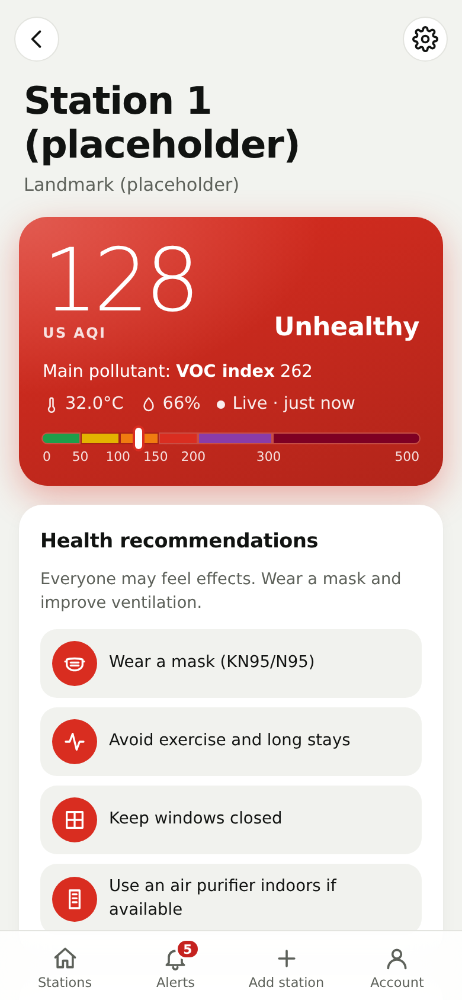 Station 1
(placeholder)
Landmark (placeholder)
128
US AQI
Unhealthy
Main pollutant: VOC index 262
32.0°C 66% Live · just now
0 50 100 150 200 300 500
Health recommendations
Everyone may feel effects. Wear a mask and
improve ventilation.
Wear a mask (KN95/N95)
Avoid exercise and long stays
Keep windows closed
Use an air purifier indoors if
available
5
Stations Alerts Add station Account